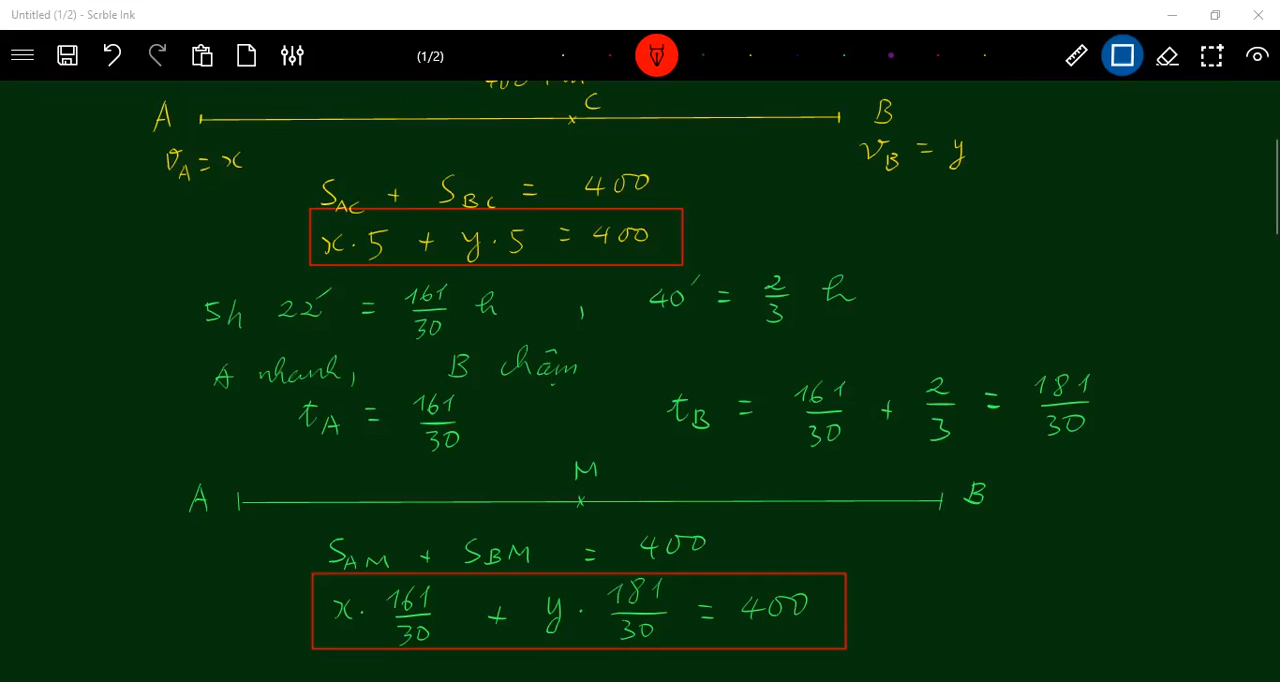 Untitled (1/2) - Scrble Ink
(1/2)
C
A B
v_A = x v_B = y
S_AC + S_BC = 400
x . 5 + y . 5 = 400
5h 22' = 161/30 h , 40' = 2/3 h
A nhanh, B chậm
t_A = 161/30 t_B = 161/30 + 2/3 = 181/30
M
A B
S_AM + S_BM = 400
x . 161/30 + y . 181/30 = 400